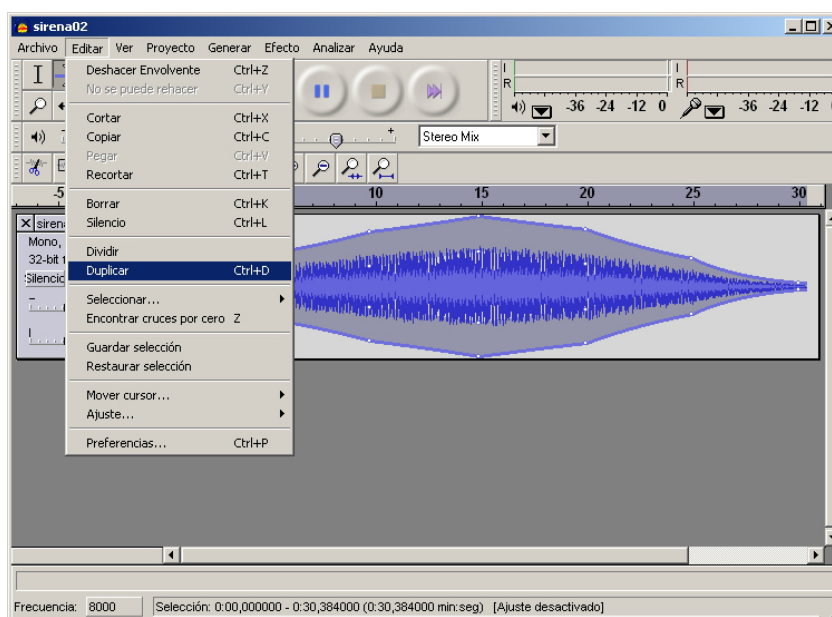 sirena02
Archivo Editar Ver Proyecto Generar Efecto Analizar Ayuda
Deshacer Envolvente Ctrl+Z
No se puede rehacer Ctrl+Y
Cortar Ctrl+X
Copiar Ctrl+C
Pegar Ctrl+V
Recortar Ctrl+T
Borrar Ctrl+K
Silencio Ctrl+L
Dividir
Duplicar Ctrl+D
Seleccionar...
Encontrar cruces por cero Z
Guardar selección
Restaurar selección
Mover cursor...
Ajuste...
Preferencias... Ctrl+P
I I
R R
-36 -24 -12 0 -36 -24 -12
Stereo Mix
-5 10 15 20 25 30
X siren
Mono,
32-bit
Silencio
Frecuencia: 8000 Selección: 0:00,000000 - 0:30,384000 (0:30,384000 min:seg) [Ajuste desactivado]